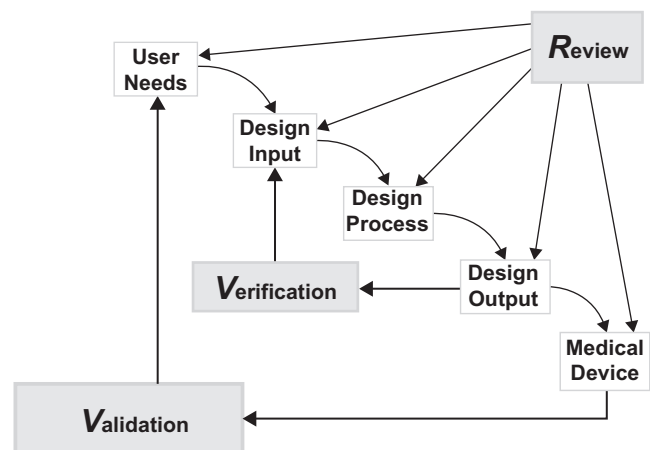 Review
User
Needs
Design
Input
Design
Process
Verification
Design
Output
Medical
Device
Validation